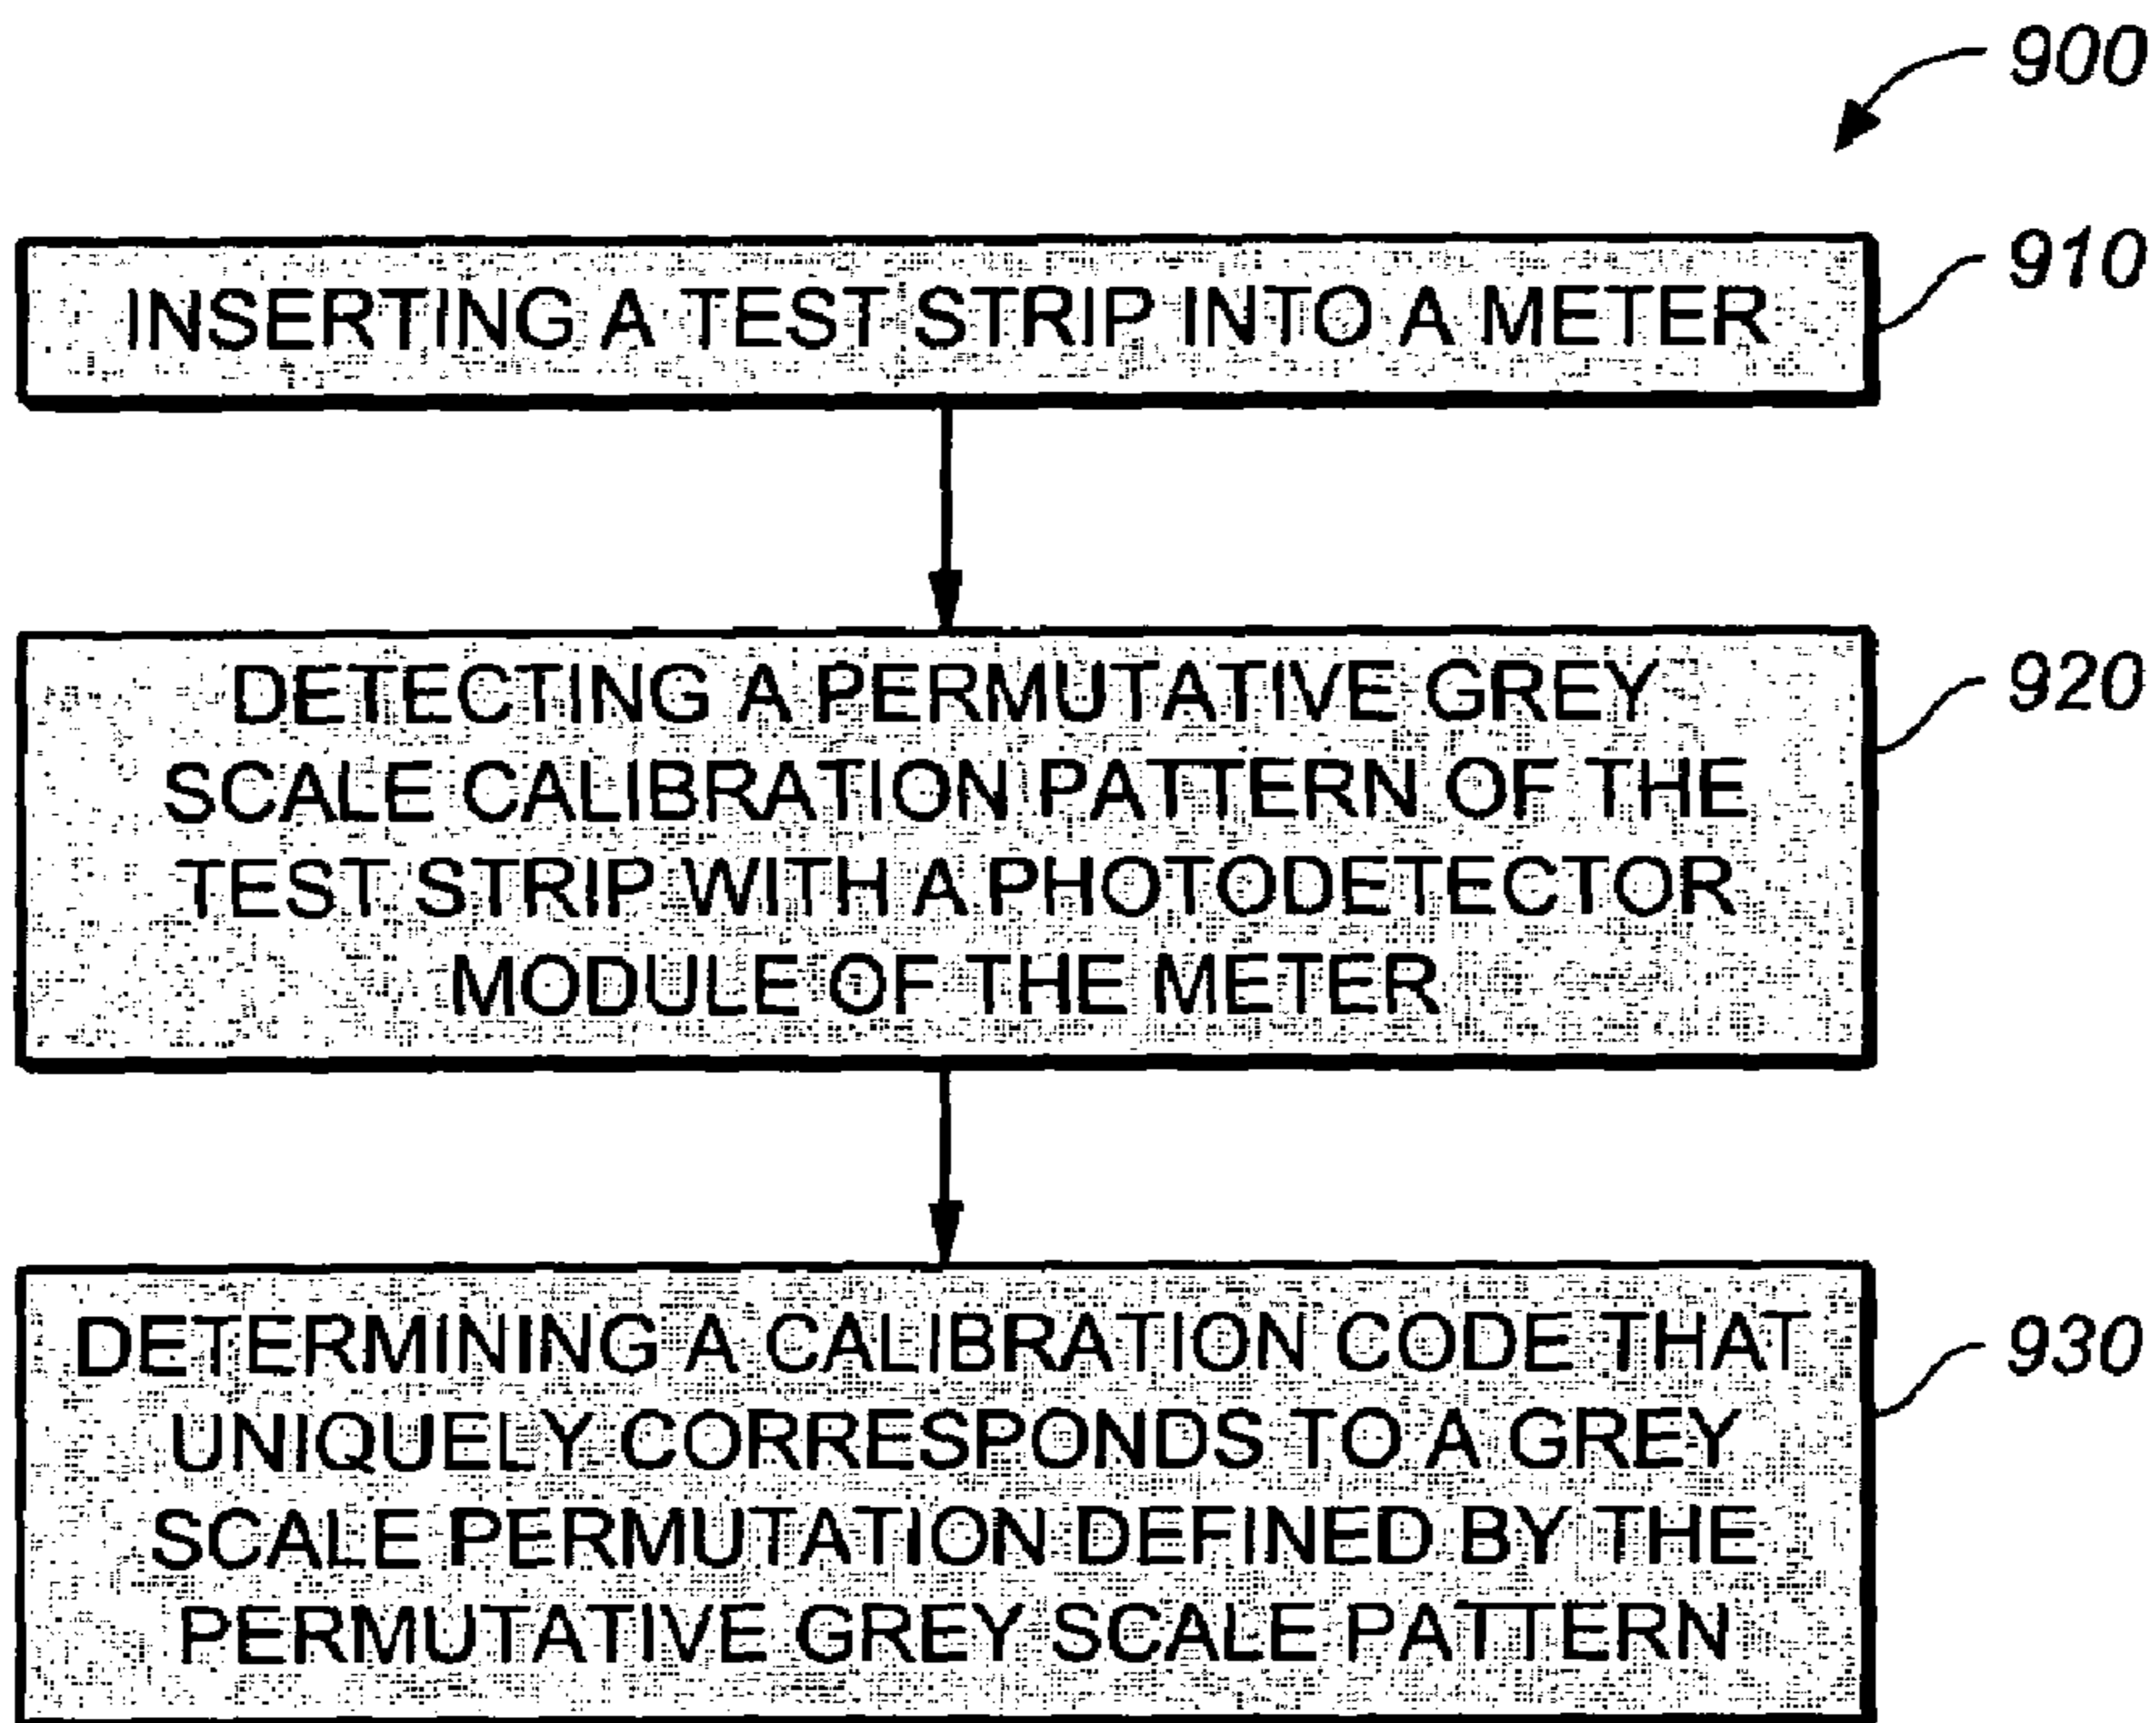 900
INSERTING A TEST STRIP INTO A METER
910
DETECTING A PERMUTATIVE GREY
SCALE CALIBRATION PATTERN OF THE
TEST STRIP WITH A PHOTODETECTOR
MODULE OF THE METER
920
DETERMINING A CALIBRATION CODE THAT
UNIQUELY CORRESPONDS TO A GREY
SCALE PERMUTATION DEFINED BY THE
PERMUTATIVE GREY SCALE PATTERN
930